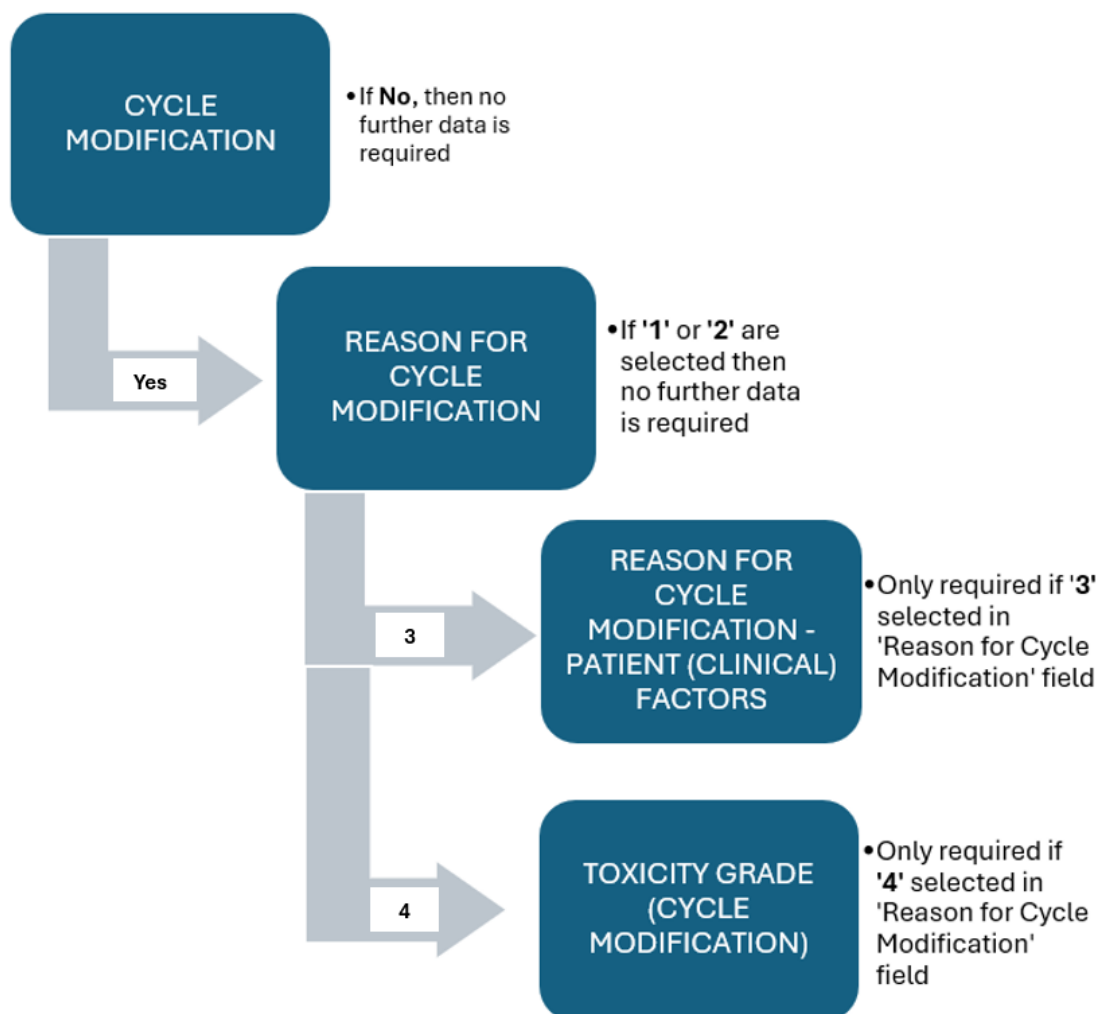 CYCLE
MODIFICATION
•If No, then no
further data is
required
Yes
REASON FOR
CYCLE
MODIFICATION
•If '1' or '2' are
selected then
no further data
is required
3
REASON FOR
CYCLE
MODIFICATION -
PATIENT (CLINICAL)
FACTORS
•Only required if '3'
selected in
'Reason for Cycle
Modification' field
4
TOXICITY GRADE
(CYCLE
MODIFICATION)
•Only required if
'4' selected in
'Reason for Cycle
Modification'
field